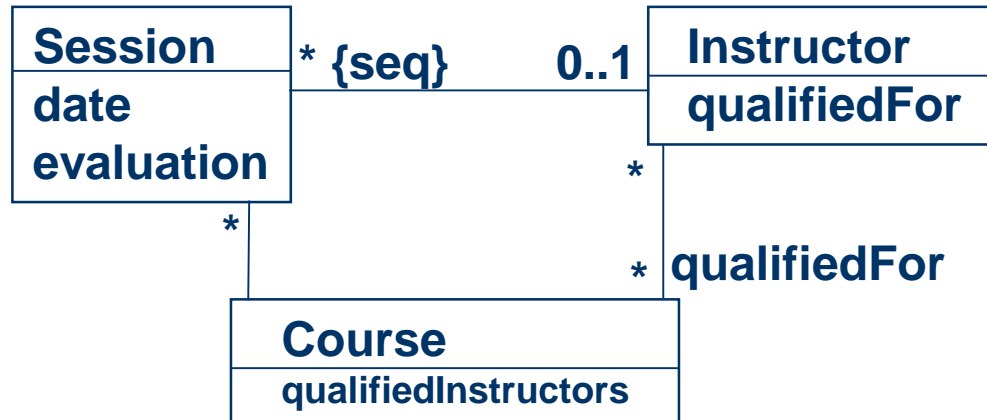 Session
* {seq}
0..1
Instructor
date
evaluation
qualifiedFor
*
*
*
qualifiedFor
Course
qualifiedInstructors